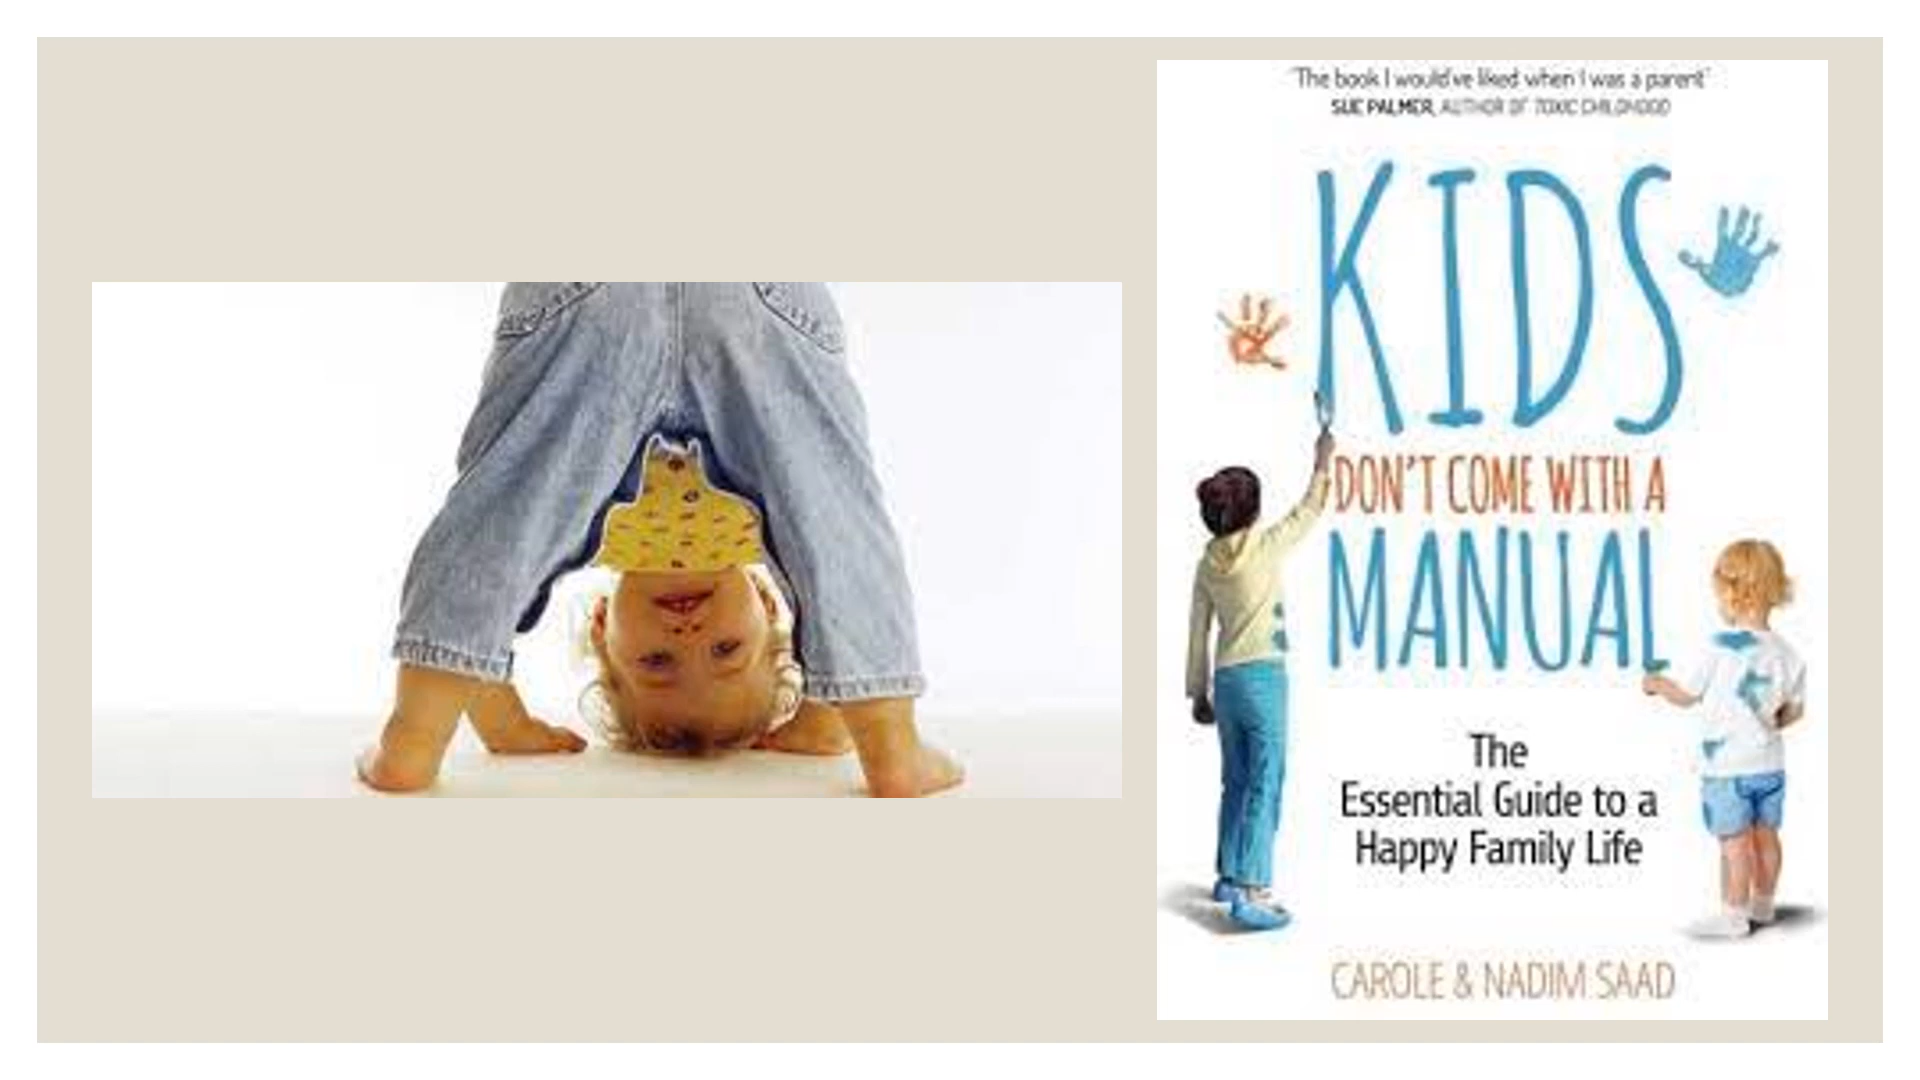 "The book I would've liked when I was a parent"
SUE PALMER, AUTHOR OF TOXIC CHILDHOOD
KIDS
DON'T COME WITH A
MANUAL
The
Essential Guide to a
Happy Family Life
CAROLE & NADIM SAAD